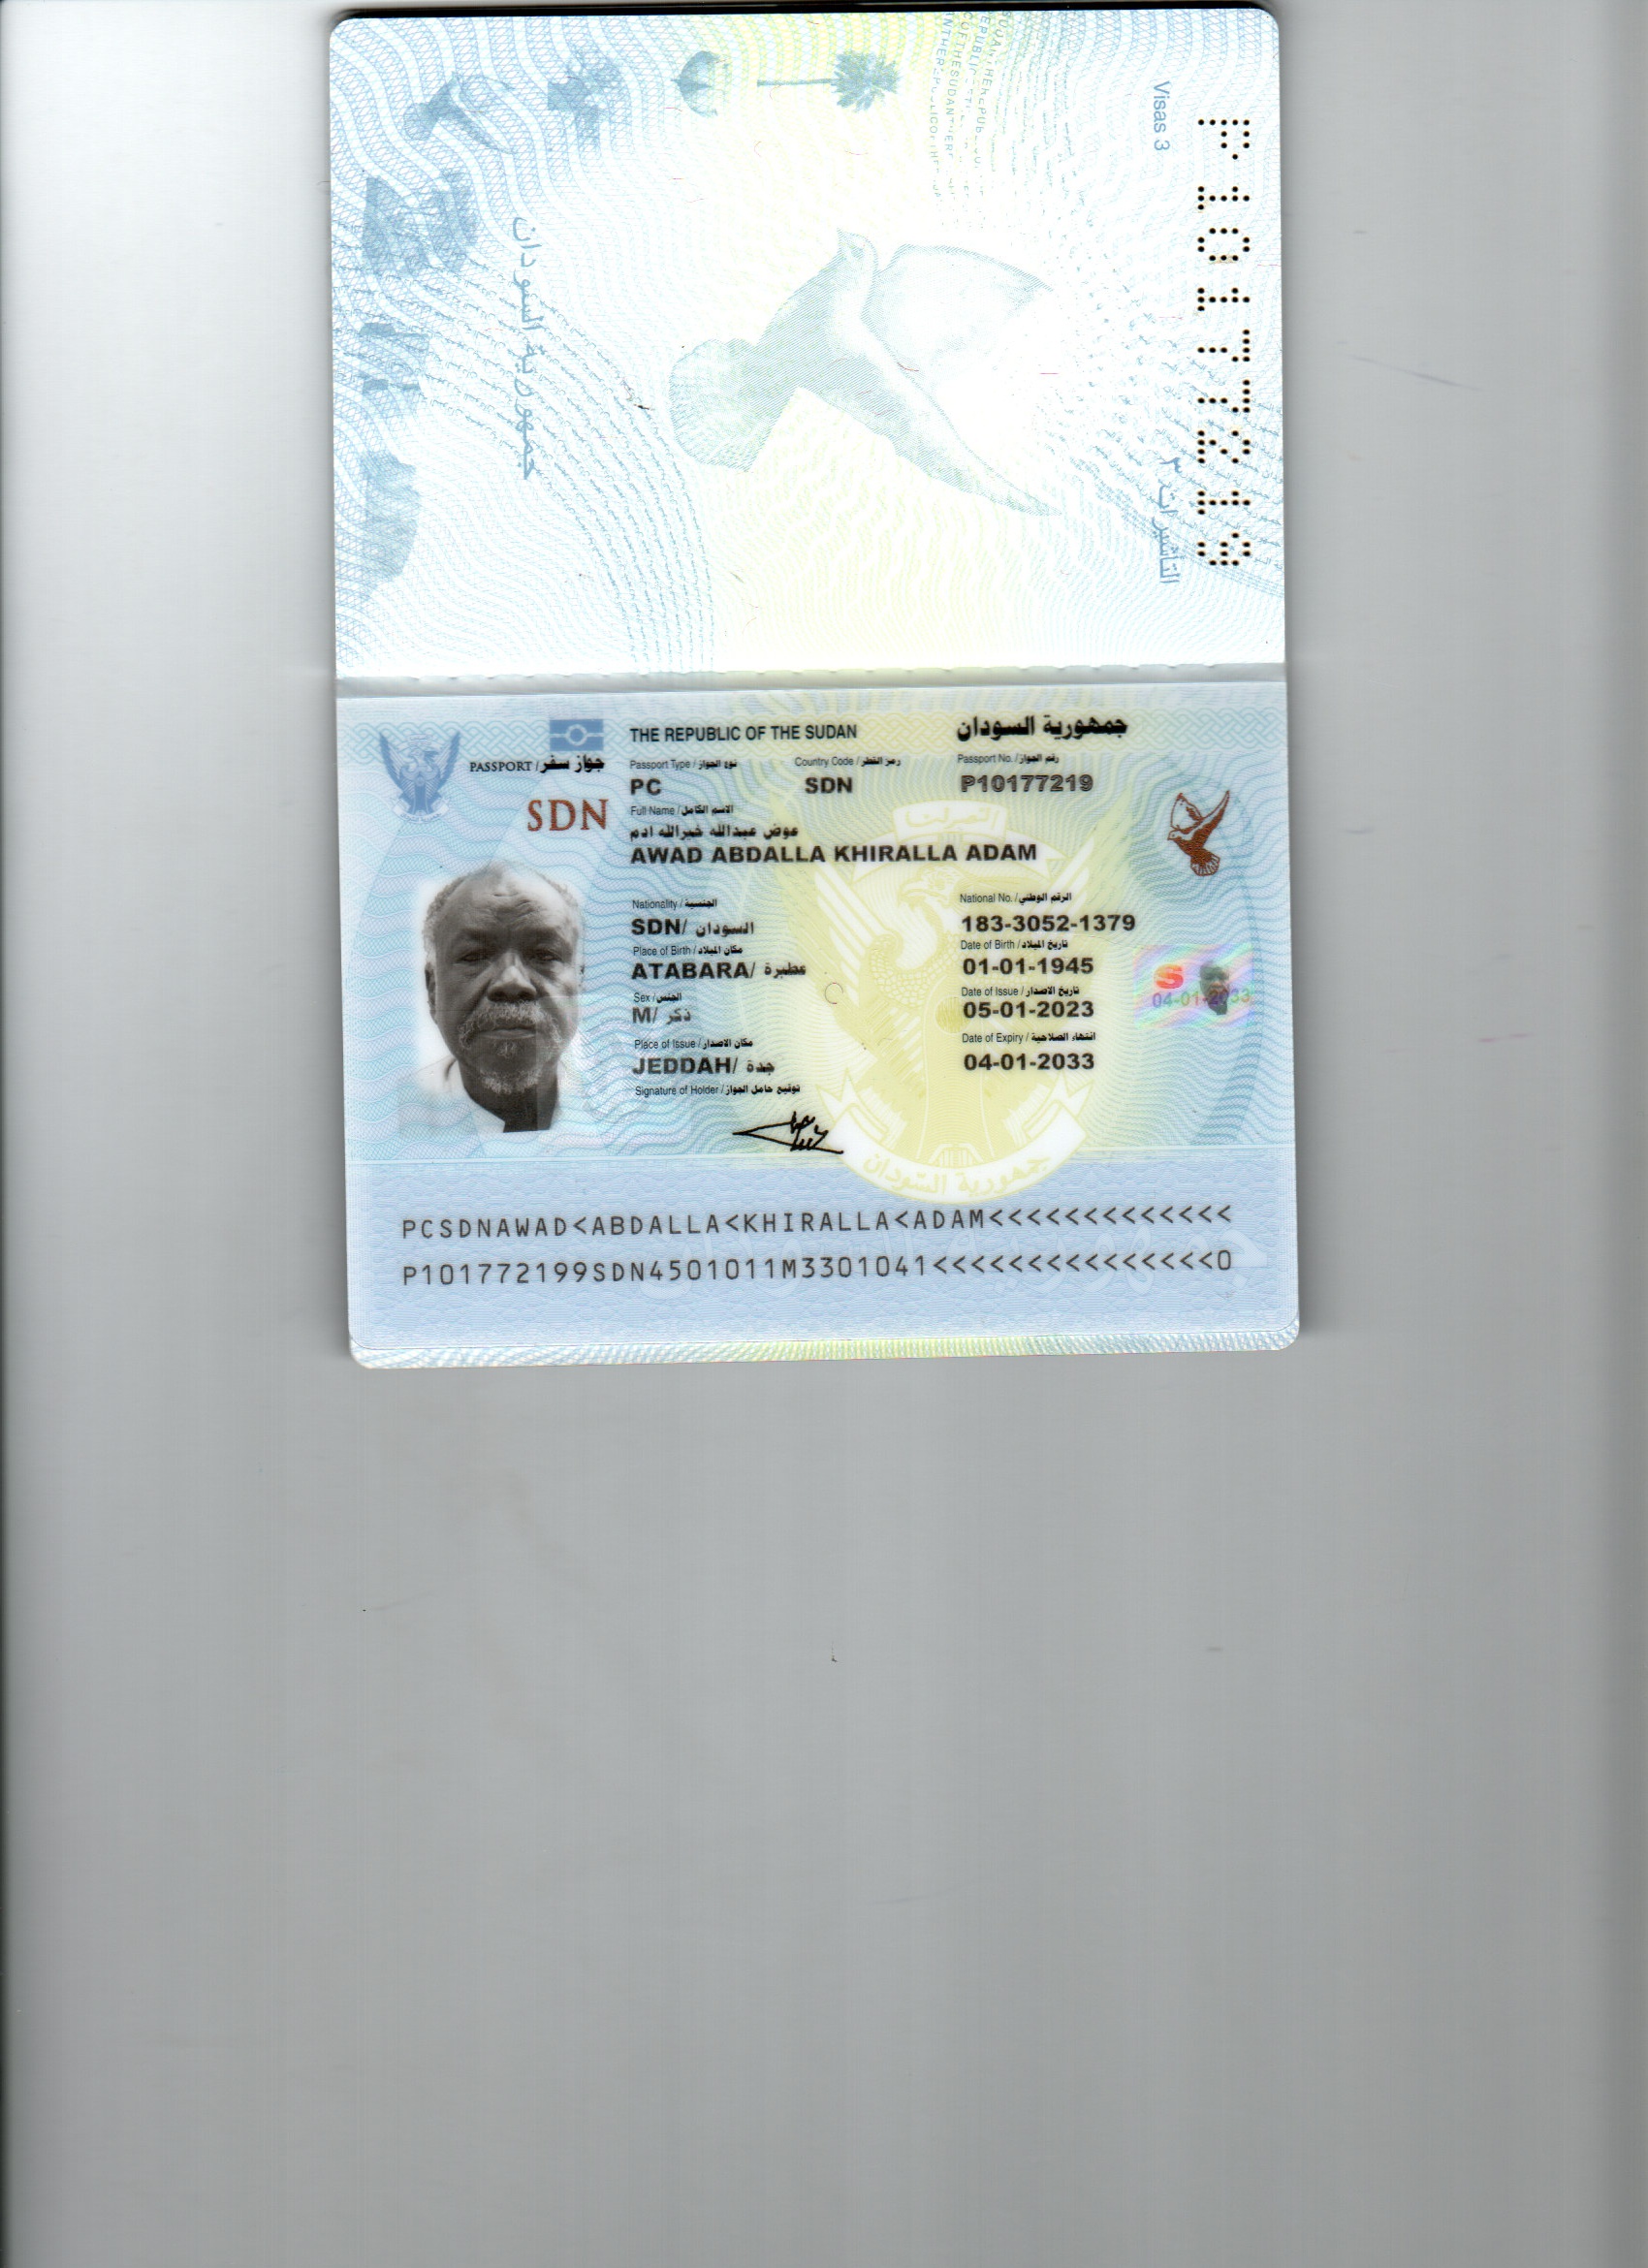 Visas 3
التأشيرات ٣
P10177219
جمهورية السودان
THE REPUBLIC OF THE SUDAN جمهورية السودان
PASSPORT / جواز سفر
Passport Type / نوع الجواز Country Code / رمز القطر Passport No. / رقم الجواز
PC SDN P10177219
SDN
Full Name / الاسم الكامل
عوض عبدالله خيرالله ادم
AWAD ABDALLA KHIRALLA ADAM
Nationality / الجنسية National No. / الرقم الوطني
SDN/ السودان 183-3052-1379
Place of Birth / مكان الميلاد Date of Birth / تاريخ الميلاد
ATABARA/ عطبرة 01-01-1945
Sex / الجنس Date of Issue / تاريخ الاصدار
M/ ذكر 05-01-2023
S
04-01-2033
Place of Issue / مكان الاصدار Date of Expiry / انتهاء الصلاحية
JEDDAH/ جدة 04-01-2033
Signature of Holder / توقيع حامل الجواز
جمهورية السودان
PCSDNAWAD<ABDALLA<KHIRALLA<ADAM<<<<<<<<<<<<<
P101772199SDN4501011M3301041<<<<<<<<<<<<<<<0